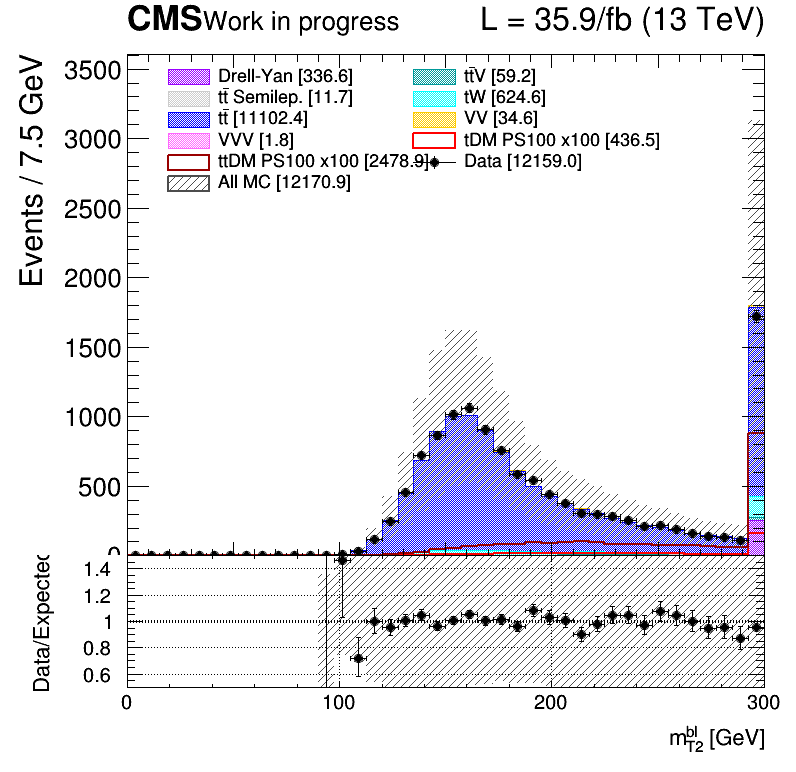 CMS Work in progress L = 35.9/fb (13 TeV)
Events / 7.5 GeV
3500
3000
2500
2000
1500
1000
500
0
Drell-Yan [336.6] tt̄V [59.2]
tt̄ Semilep. [11.7] tW [624.6]
tt̄ [11102.4] VV [34.6]
VVV [1.8] tDM PS100 x100 [436.5]
ttDM PS100 x100 [2478.9] Data [12159.0]
All MC [12170.9]
Data/Expected
1.4
1.2
1
0.8
0.6
0 100 200 300
m_{T2}^{bl} [GeV]